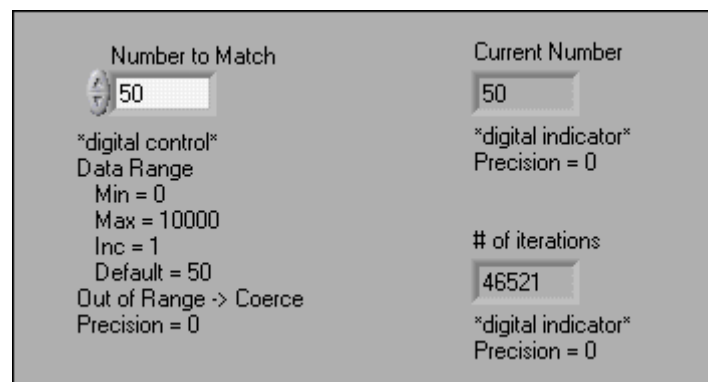 Number to Match
50
*digital control*
Data Range
Min = 0
Max = 10000
Inc = 1
Default = 50
Out of Range -> Coerce
Precision = 0
Current Number
50
*digital indicator*
Precision = 0
# of iterations
46521
*digital indicator*
Precision = 0